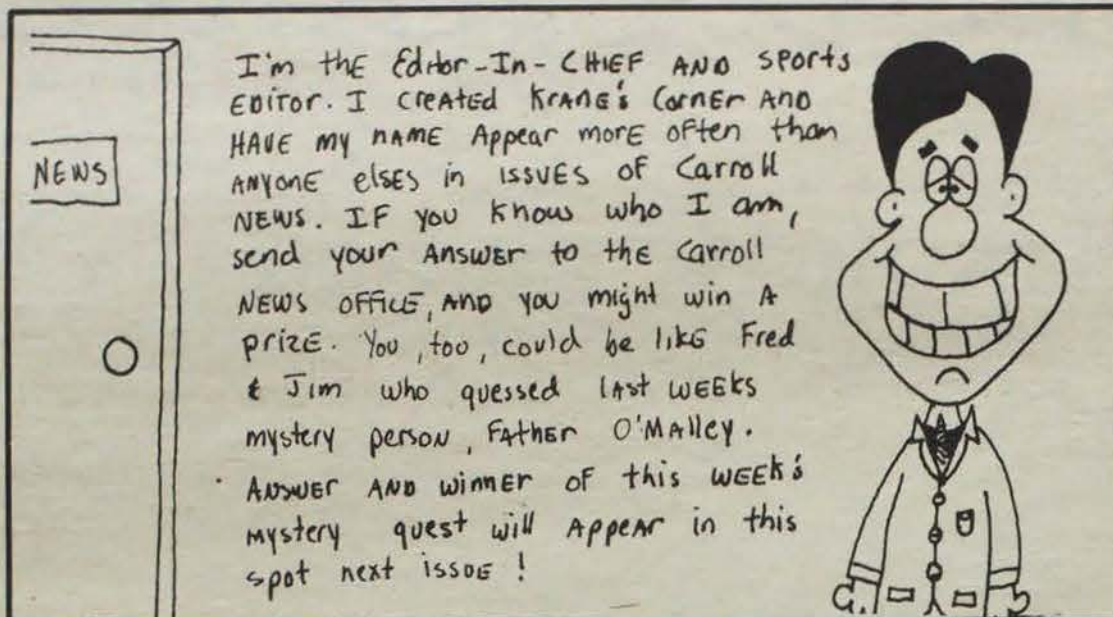 NEWS
I'm thE Editor-In-CHIEF AND sports
EDITOR. I CREATED KRANE's CORNER AND
HAVE my nAME Appear morE often than
ANYONE elsEs in ISSUES of Carroll
NEWS. IF you Know who I am,
send your ANSWER to thE Carroll
NEWS OFFICE, AND you might win A
prizE. You, too, could be likE Fred
& Jim who quessed lAst WEEKs
mystery person, FAther O'MAlley.
ANSWER AND winnEr of this WEEK's
mystery quest will AppEAr in this
spot next issuE!